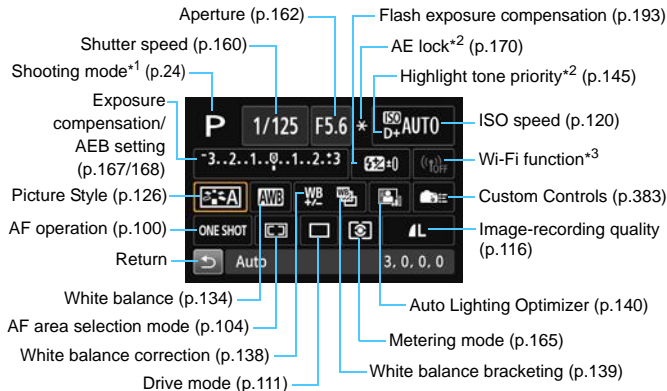 Aperture (p.162)
Flash exposure compensation (p.193)
Shutter speed (p.160)
AE lock*2 (p.170)
Shooting mode*1 (p.24)
Highlight tone priority*2 (p.145)
Exposure
compensation/
AEB setting
(p.167/168)
ISO speed (p.120)
Wi-Fi function*3
Picture Style (p.126)
Custom Controls (p.383)
AF operation (p.100)
Image-recording quality
(p.116)
Return
P 1/125 F5.6 * ISO D+ AUTO
-3..2..1..0..1..2.:3 ±0 OFF
A AWB WB +/- WB
ONE SHOT L
Auto 3, 0, 0, 0
White balance (p.134)
Auto Lighting Optimizer (p.140)
AF area selection mode (p.104)
Metering mode (p.165)
White balance correction (p.138)
White balance bracketing (p.139)
Drive mode (p.111)